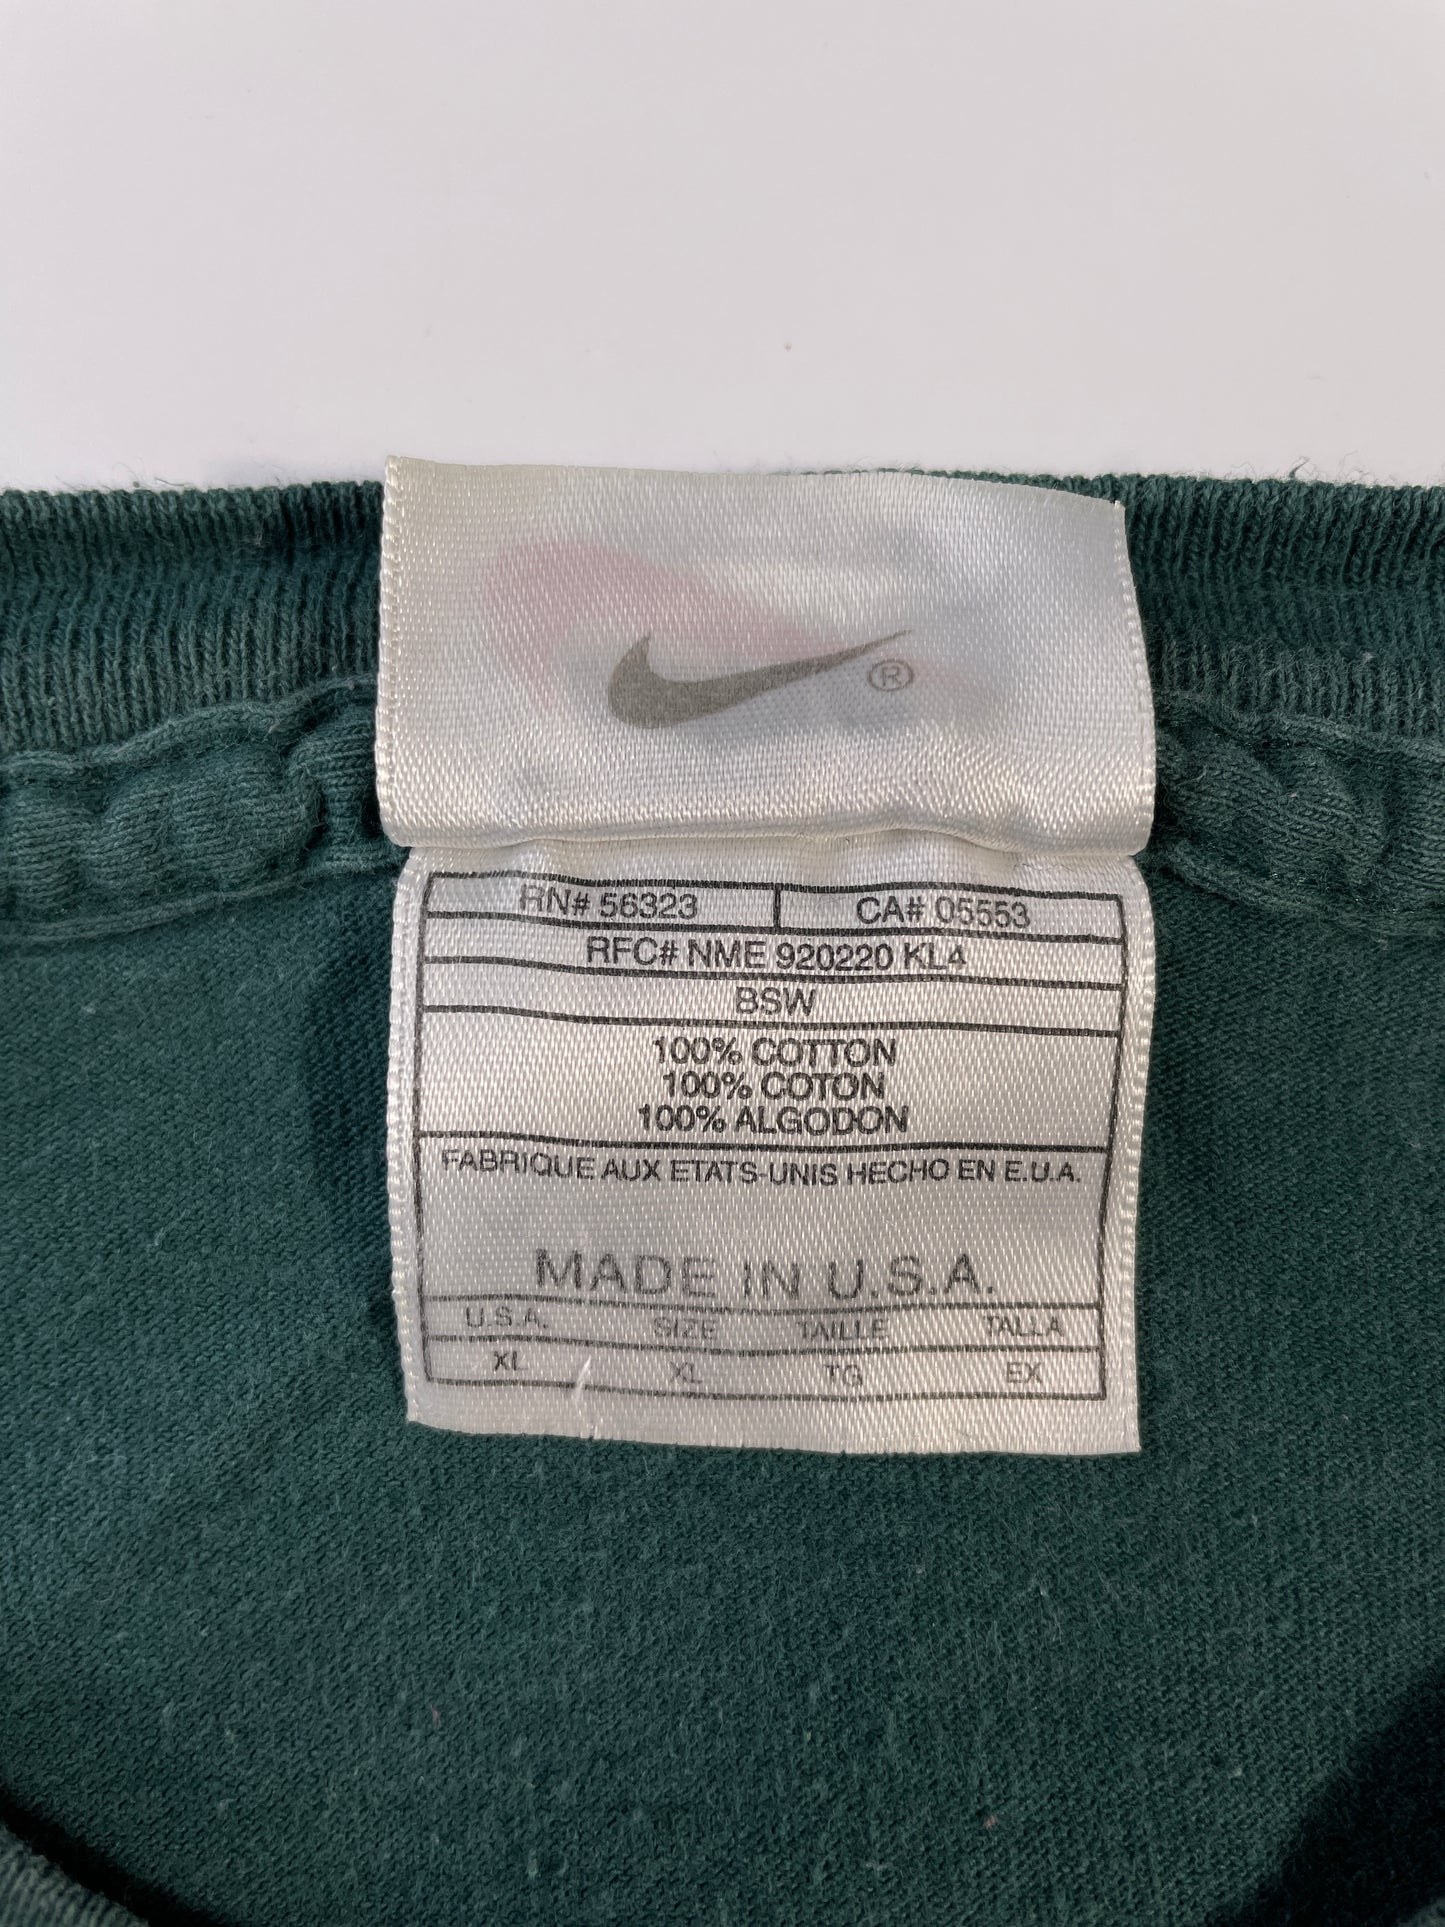 ®
RN# 56323 CA# 05553
RFC# NME 920220 KL4
BSW
100% COTTON
100% COTON
100% ALGODON
FABRIQUE AUX ETATS-UNIS HECHO EN E.U.A.
MADE IN U.S.A.
U.S.A. SIZE TAILLE TALLA
XL XL TG EX